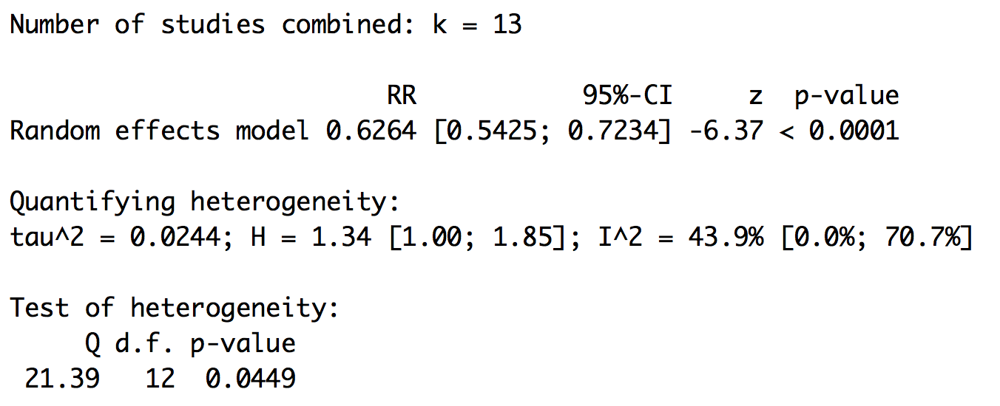 Number of studies combined: k = 13
RR 95%-CI z p-value
Random effects model 0.6264 [0.5425; 0.7234] -6.37 < 0.0001
Quantifying heterogeneity:
tau^2 = 0.0244; H = 1.34 [1.00; 1.85]; I^2 = 43.9% [0.0%; 70.7%]
Test of heterogeneity:
Q d.f. p-value
21.39 12 0.0449